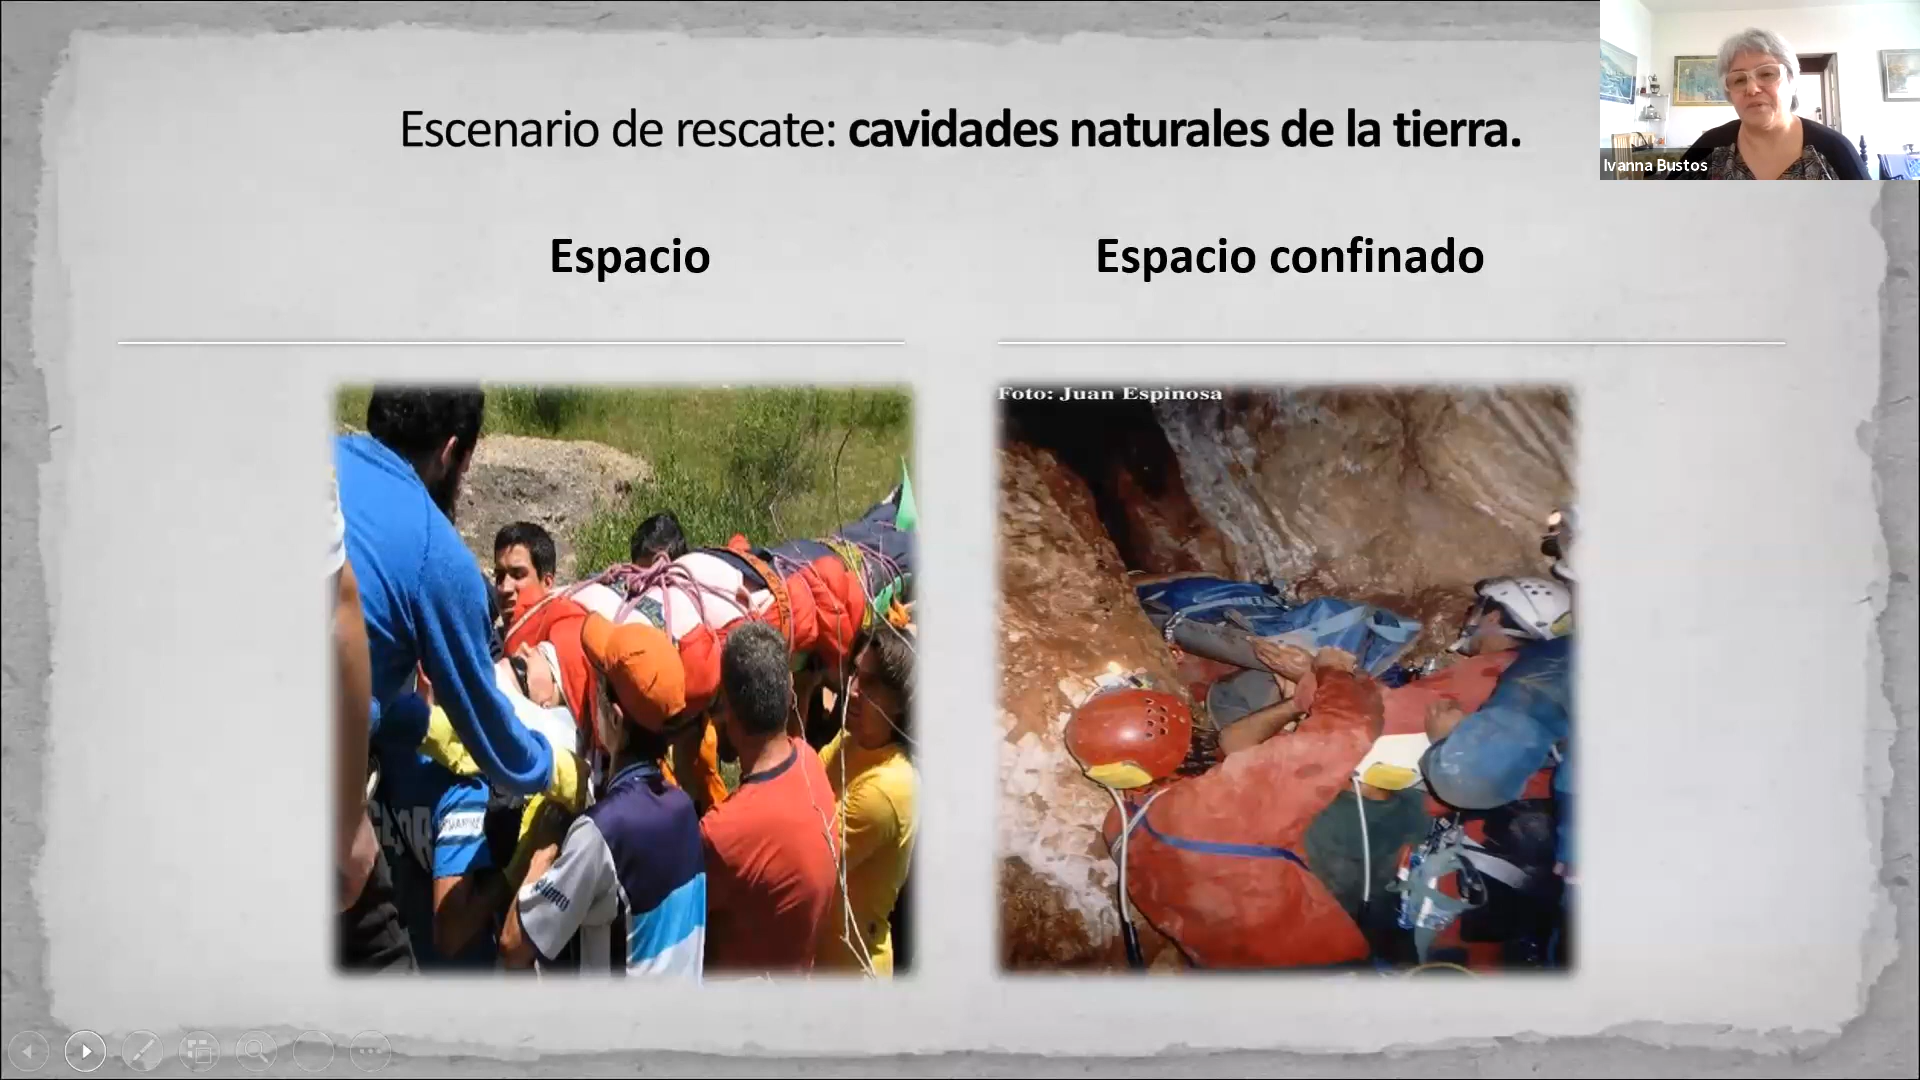 Escenario de rescate: cavidades naturales de la tierra.
Ivanna Bustos
Espacio
Espacio confinado
Foto: Juan Espinosa